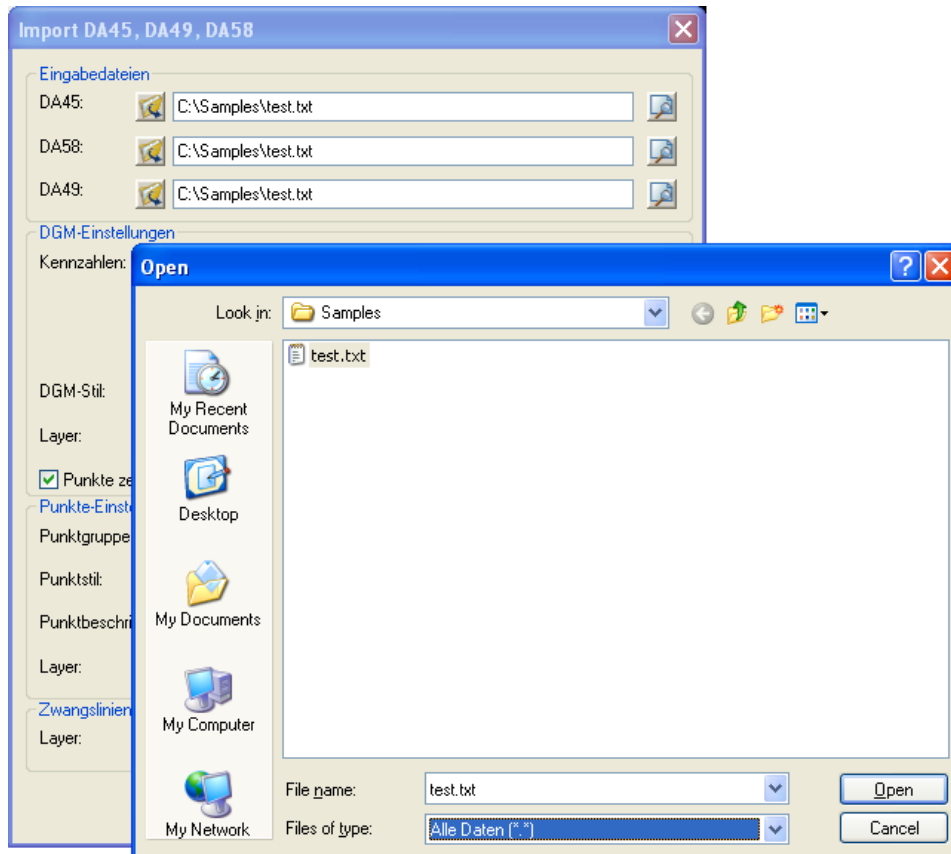 Import DA45, DA49, DA58
Eingabedateien
DA45: C:\Samples\test.txt
DA58: C:\Samples\test.txt
DA49: C:\Samples\test.txt
DGM-Einstellungen
Kennzahlen:
DGM-Stil:
Layer:
Punkte ze
Punkte-Einste
Punktgruppe
Punktstil:
Punktbeschri
Layer:
Zwangslinien
Layer:
Open
Look in: Samples
test.txt
My Recent
Documents
Desktop
My Documents
My Computer
My Network
File name: test.txt Open
Files of type: Alle Daten (*.*) Cancel